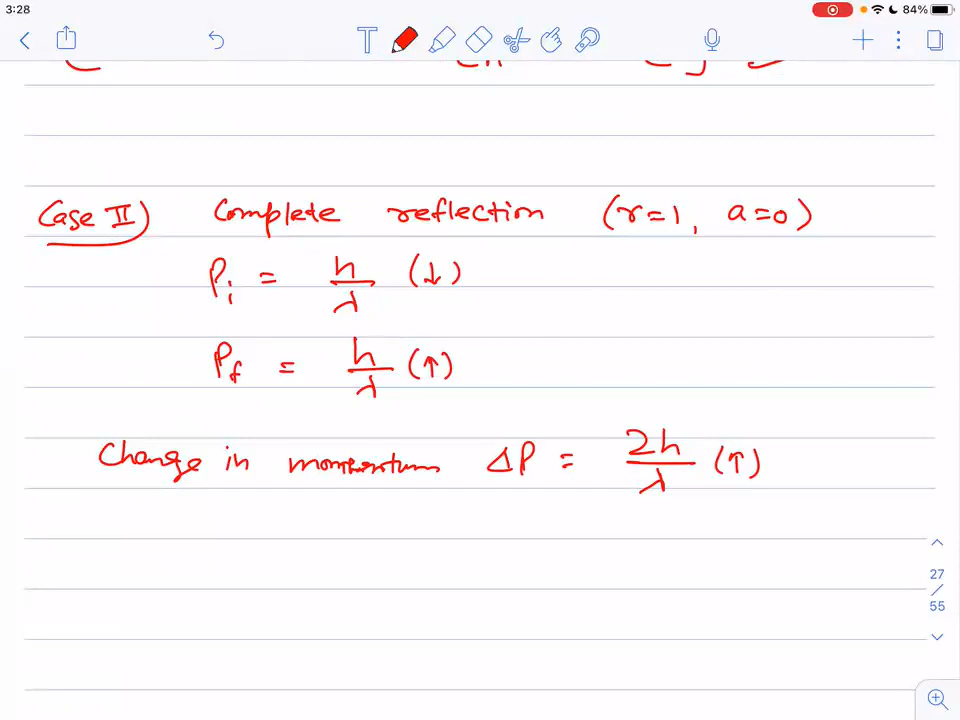 3:28
84%
T
Case II) Complete reflection (r=1, a=0)
Pi = h/λ (↓)
Pf = h/λ (↑)
Change in momentum ΔP = 2h/λ (↑)
27
/
55